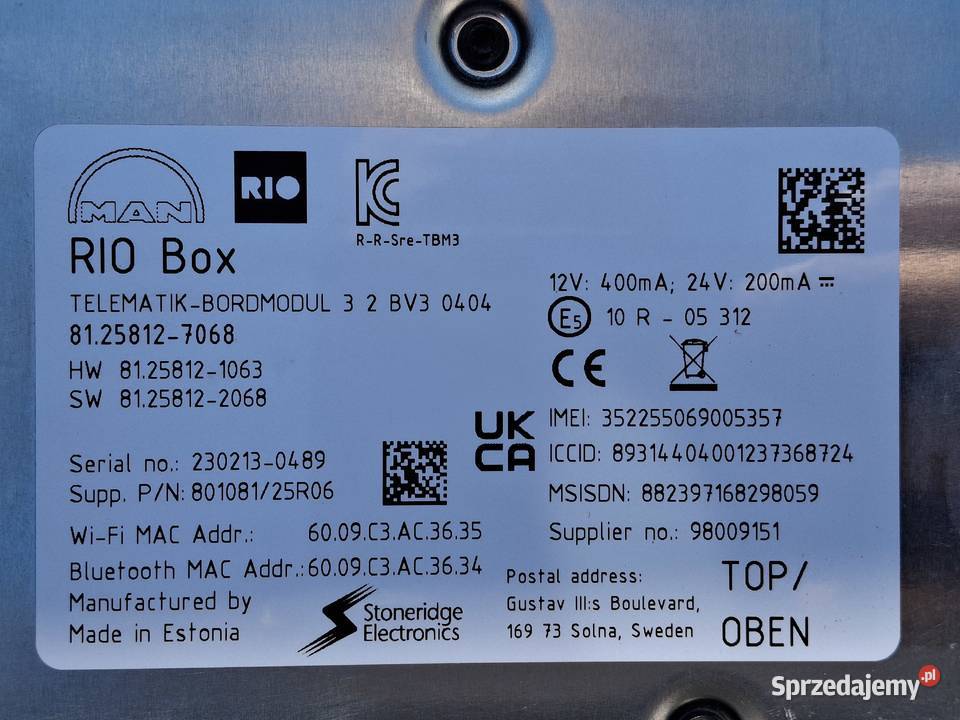 MAN
RIO
KC
R-R-Sre-TBM3
RIO Box
TELEMATIK-BORDMODUL 3 2 BV3 0404
81.25812-7068
HW 81.25812-1063
SW 81.25812-2068
12V: 400mA; 24V: 200mA
E5 10 R - 05 312
CE
UK
CA
IMEI: 352255069005357
ICCID: 89314404001237368724
MSISDN: 882397168298059
Supplier no.: 98009151
Serial no.: 230213-0489
Supp. P/N: 801081/25R06
Wi-Fi MAC Addr.: 60.09.C3.AC.36.35
Bluetooth MAC Addr.: 60.09.C3.AC.36.34
Manufactured by
Made in Estonia
Stoneridge
Electronics
Postal address:
Gustav III:s Boulevard,
169 73 Solna, Sweden
TOP/
OBEN
Sprzedajemy.pl